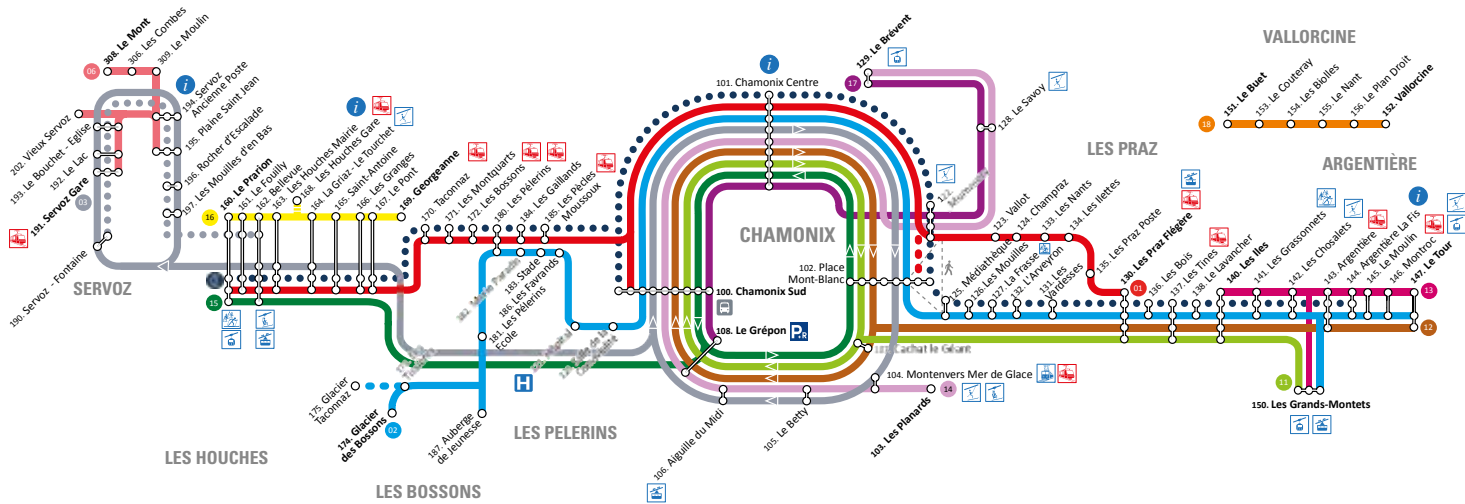 308. Le Mont
306. Les Combes
309. Le Moulin
06
194. Servoz
Ancienne Poste
195. Plaine Saint Jean
196. Rocher d'Escalade
197. Les Mouilles d'en Bas
202. Vieux Servoz
193. Le Bouchet - Eglise
192. Le Lac
191. Servoz Gare
03
190. Servoz - Fontaine
SERVOZ
160. Le Prarion
161. Le Fouilly
162. Bellevue
163. Les Houches Mairie
168. Les Houches Gare
164. La Griaz - Le Tourchet
165. Saint-Antoine
166. Les Granges
167. Le Pont
169. Georgeanne
16
15
170. Taconnaz
171. Les Montquarts
172. Les Bossons
180. Pélerins
184. Les Gaillands
185. Les Pècles
Moussoux
183. Stade
186. Les Favrands
181. Les Pélerins
Ecole
H
175. Glacier
Taconnaz
174. Glacier
des Bossons
02
187. Auberge
de Jeunesse
LES HOUCHES
LES BOSSONS
LES PELERINS
101. Chamonix Centre
CHAMONIX
102. Place
Mont-Blanc
100. Chamonix Sud
108. Le Grépon
P
R
106. Aiguille du Midi
105. Le Betty
104. Montenvers Mer de Glace
14
103. Les Planards
Cachat le Géant
129. Le Brévent
17
128. Le Savoy
LES PRAZ
123. Vallot
124. Champraz
133. Les Nants
134. Les Ilettes
135. Les Praz Poste
130. Les Praz Flégère
01
125. Médiathèque
126. Les Mouilles
127. La Frasse
132. L'Arveyron
131. Les
Vardesses
136. Les Bois
137. Les Tines
138. Le Lavancher
140. Les Iles
141. Les Grassonnets
142. Les Chosalets
143. Argentière
144. Argentière La Fis
145. Le Moulin
146. Montroc
147. Le Tour
13
12
11
150. Les Grands-Montets
ARGENTIÈRE
VALLORCINE
18
151. Le Buet
153. Le Couteray
154. Les Biolles
155. Le Nant
156. Le Plan Droit
152. Vallorcine